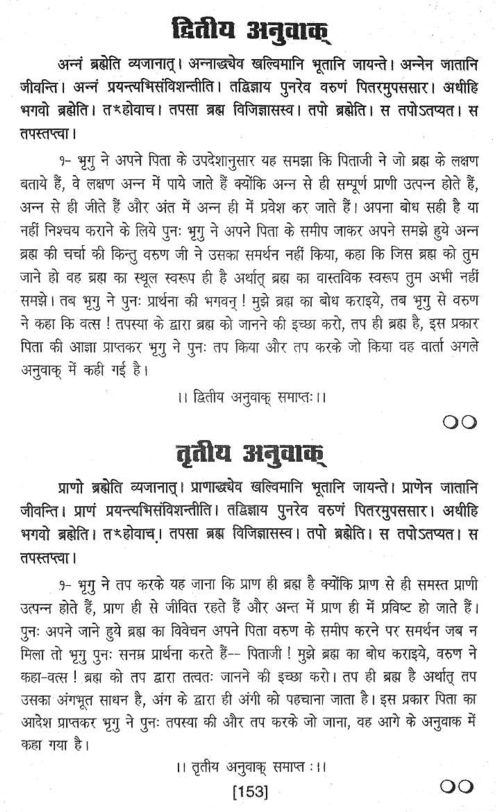 द्वितीय अनुवाक्
अन्नं ब्रह्मेति व्यजानात्। अन्नाद्ध्येव खल्विमानि भूतानि जायन्ते। अन्नेन जातानि
जीवन्ति। अन्नं प्रयन्त्यभिसंविशन्तीति। तद्विज्ञाय पुनरेव वरुणं पितरमुपससार। अधीहि
भगवो ब्रह्मेति। त*होवाच। तपसा ब्रह्म विजिज्ञासस्व। तपो ब्रह्मेति। स तपोऽतप्यत। स
तपस्तप्त्वा।
१- भृगु ने अपने पिता के उपदेशानुसार यह समझा कि पिताजी ने जो ब्रह्म के लक्षण
बताये हैं, वे लक्षण अन्न में पाये जाते हैं क्योंकि अन्न से ही सम्पूर्ण प्राणी उत्पन्न होते हैं,
अन्न से ही जीते हैं और अंत में अन्न ही में प्रवेश कर जाते हैं। अपना बोध सही है या
नहीं निश्चय कराने के लिये पुनः भृगु ने अपने पिता के समीप जाकर अपने समझे हुये अन्न
ब्रह्म की चर्चा की किन्तु वरुण जी ने उसका समर्थन नहीं किया, कहा कि जिस ब्रह्म को तुम
जाने हो वह ब्रह्म का स्थूल स्वरूप ही है अर्थात् ब्रह्म का वास्तविक स्वरूप तुम अभी नहीं
समझे। तब भृगु ने पुनः प्रार्थना की भगवन्! मुझे ब्रह्म का बोध कराइये, तब भृगु से वरुण
ने कहा कि वत्स! तपस्या के द्वारा ब्रह्म को जानने की इच्छा करो, तप ही ब्रह्म है, इस प्रकार
पिता की आज्ञा प्राप्तकर भृगु ने पुनः तप किया और तप करके जो किया वह वार्ता अगले
अनुवाक् में कही गई है।
।। द्वितीय अनुवाक् समाप्तः।।
तृतीय अनुवाक्
प्राणो ब्रह्मेति व्यजानात्। प्राणाद्ध्येव खल्विमानि भूतानि जायन्ते। प्राणेन जातानि
जीवन्ति। प्राणं प्रयन्त्यभिसंविशन्तीति। तद्विज्ञाय पुनरेव वरुणं पितरमुपससार। अधीहि
भगवो ब्रह्मेति। त*होवाच। तपसा ब्रह्म विजिज्ञासस्व। तपो ब्रह्मेति। स तपोऽतप्यत। स
तपस्तप्त्वा।
१- भृगु ने तप करके यह जाना कि प्राण ही ब्रह्म है क्योंकि प्राण से ही समस्त प्राणी
उत्पन्न होते हैं, प्राण ही से जीवित रहते हैं और अन्त में प्राण ही में प्रविष्ट हो जाते हैं।
पुनः अपने जाने हुये ब्रह्म का विवेचन अपने पिता वरुण के समीप करने पर समर्थन जब न
मिला तो भृगु पुनः सनम्र प्रार्थना करते हैं-- पिताजी! मुझे ब्रह्म का बोध कराइये, वरुण ने
कहा-वत्स! ब्रह्म को तप द्वारा तत्वतः जानने की इच्छा करो। तप ही ब्रह्म है अर्थात् तप
उसका अंगभूत साधन है, अंग के द्वारा ही अंगी को पहचाना जाता है। इस प्रकार पिता का
आदेश प्राप्तकर भृगु ने पुनः तपस्या की और तप करके जो जाना, वह आगे के अनुवाक में
कहा गया है।
।। तृतीय अनुवाक् समाप्त :।।
[153]